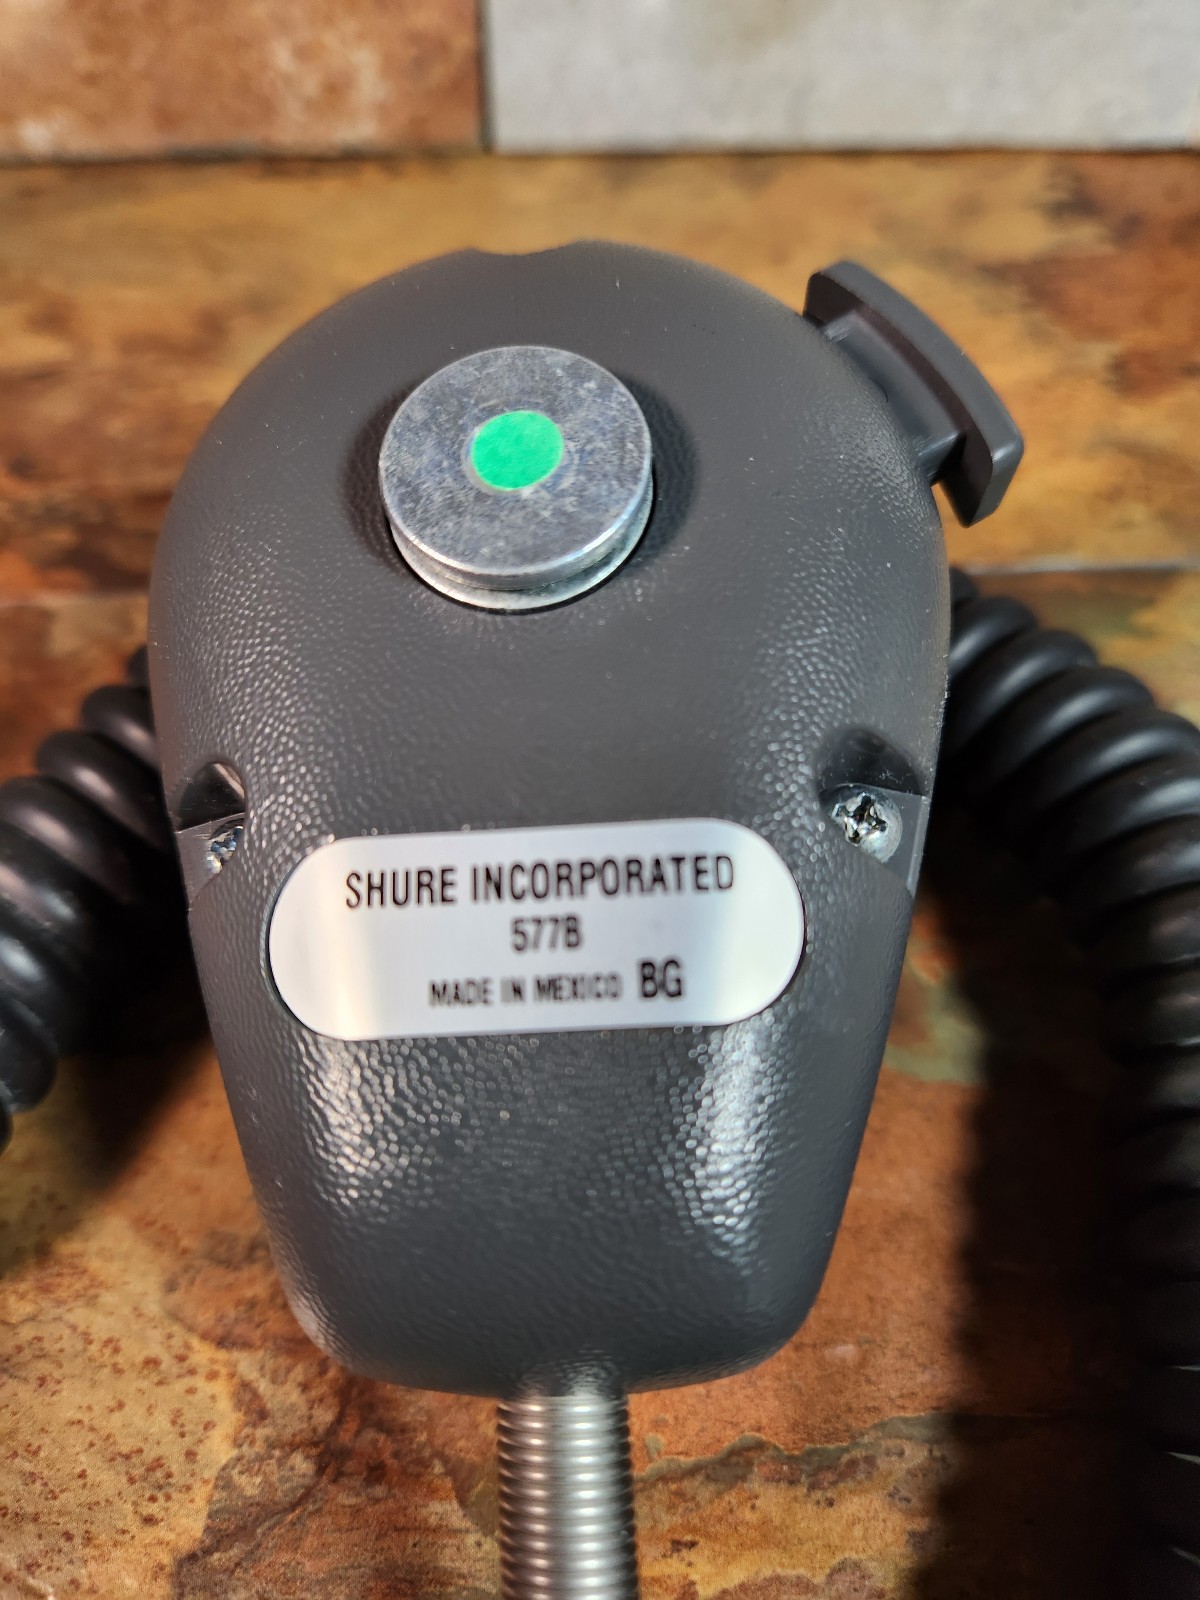 SHURE INCORPORATED
577B
MADE IN MEXICO BG